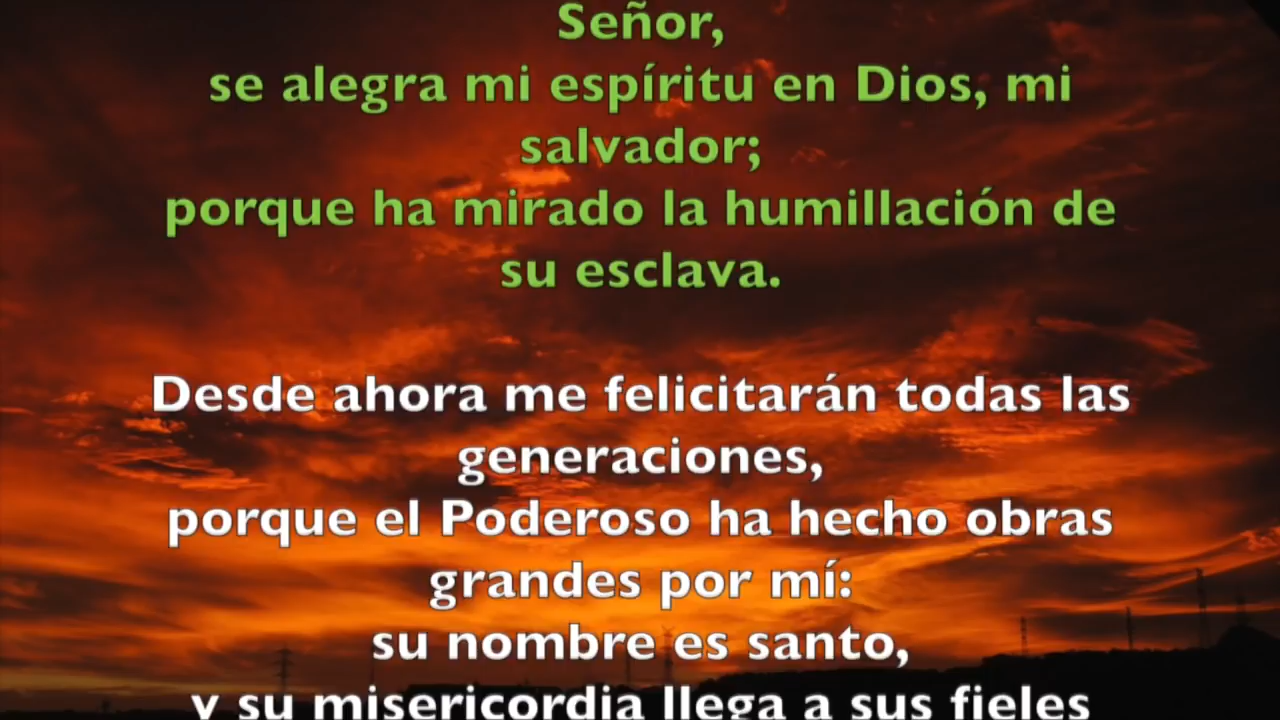 Señor,
se alegra mi espíritu en Dios, mi
salvador;
porque ha mirado la humillación de
su esclava.
Desde ahora me felicitarán todas las
generaciones,
porque el Poderoso ha hecho obras
grandes por mí:
su nombre es santo,
y su misericordia llega a sus fieles